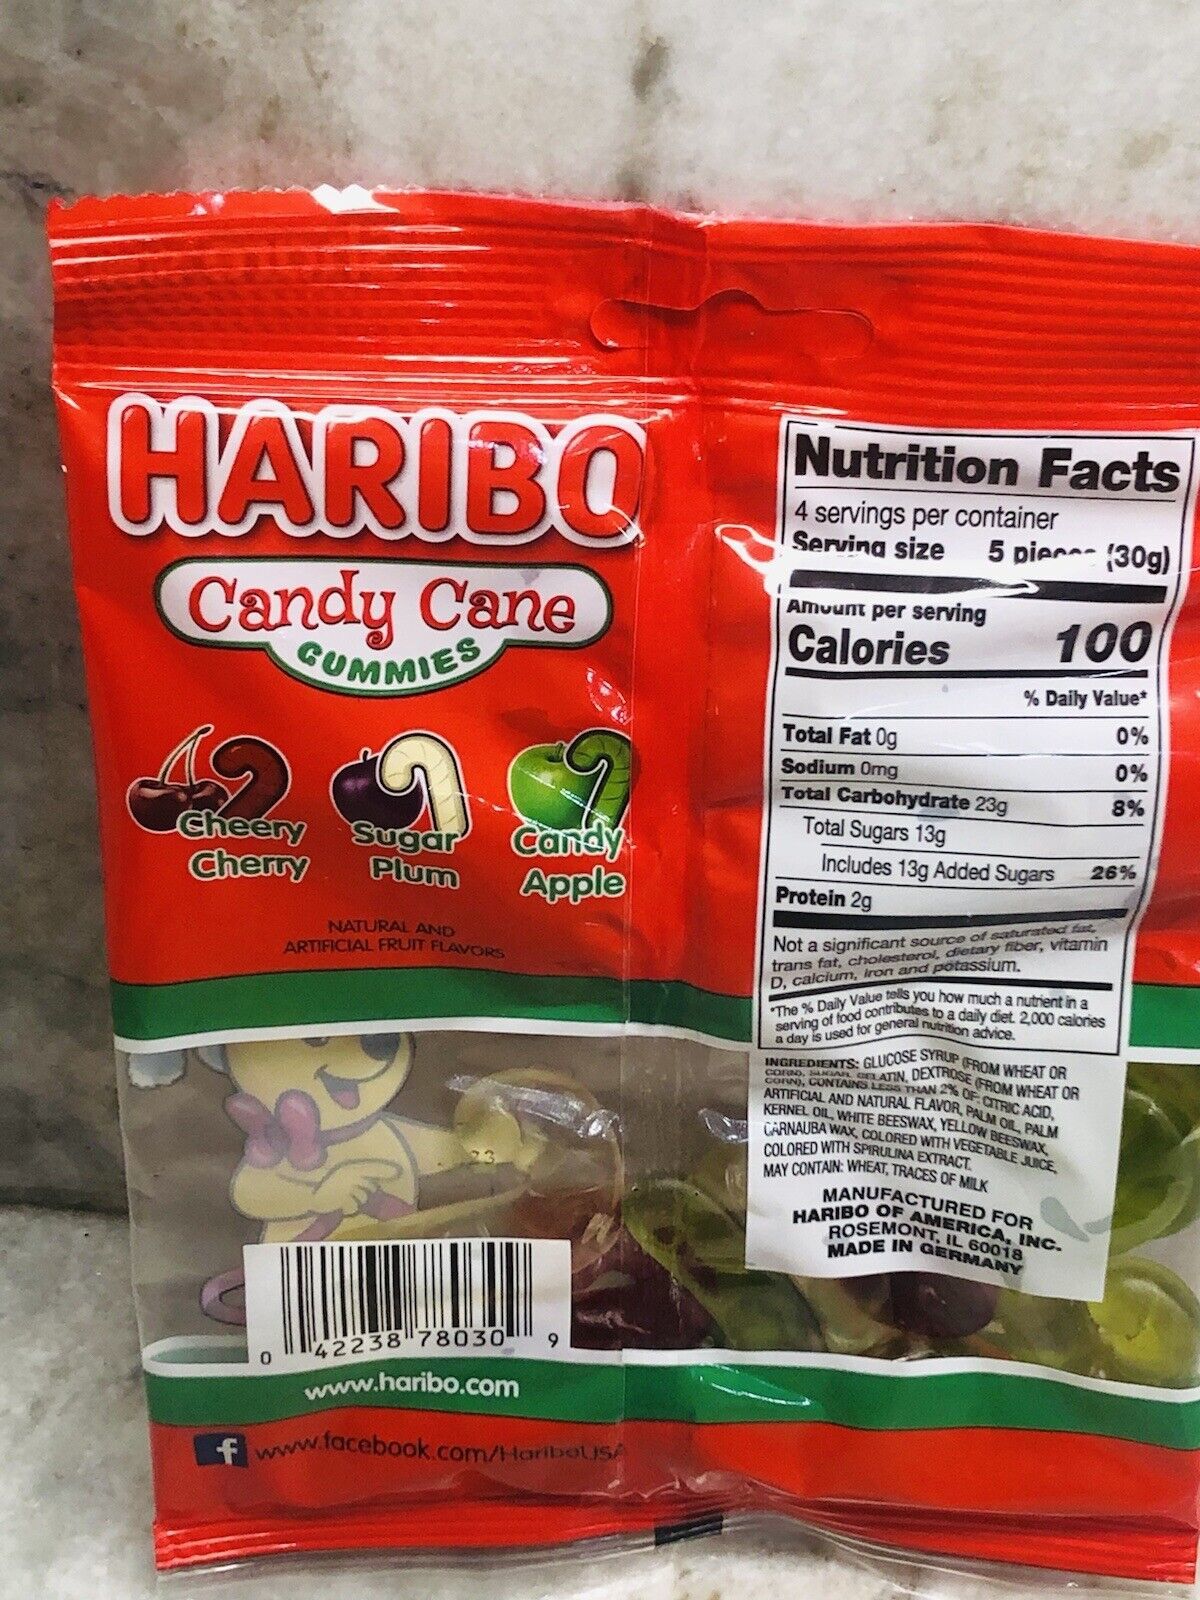 HARIBO
Candy Cane
GUMMIES
Cheery
Cherry
Sugar
Plum
Candy
Apple
NATURAL AND
ARTIFICIAL FRUIT FLAVORS
Nutrition Facts
4 servings per container
Serving size 5 pieces (30g)
Amount per serving
Calories 100
% Daily Value*
Total Fat 0g 0%
Sodium 0mg 0%
Total Carbohydrate 23g 8%
Total Sugars 13g
Includes 13g Added Sugars 26%
Protein 2g
Not a significant source of saturated fat,
trans fat, cholesterol, dietary fiber, vitamin
D, calcium, iron and potassium.
*The % Daily Value tells you how much a nutrient in a
serving of food contributes to a daily diet. 2,000 calories
a day is used for general nutrition advice.
INGREDIENTS: GLUCOSE SYRUP (FROM WHEAT OR
CORN), SUGAR, GELATIN, DEXTROSE (FROM WHEAT OR
CORN), CONTAINS LESS THAN 2% OF: CITRIC ACID,
ARTIFICIAL AND NATURAL FLAVOR, PALM OIL, PALM
KERNEL OIL, WHITE BEESWAX, YELLOW BEESWAX,
CARNAUBA WAX, COLORED WITH VEGETABLE JUICE,
COLORED WITH SPIRULINA EXTRACT.
MAY CONTAIN: WHEAT, TRACES OF MILK
MANUFACTURED FOR
HARIBO OF AMERICA, INC.
ROSEMONT, IL 60018
MADE IN GERMANY
0 42238 78030 9
www.haribo.com
f www.facebook.com/HariboUSA